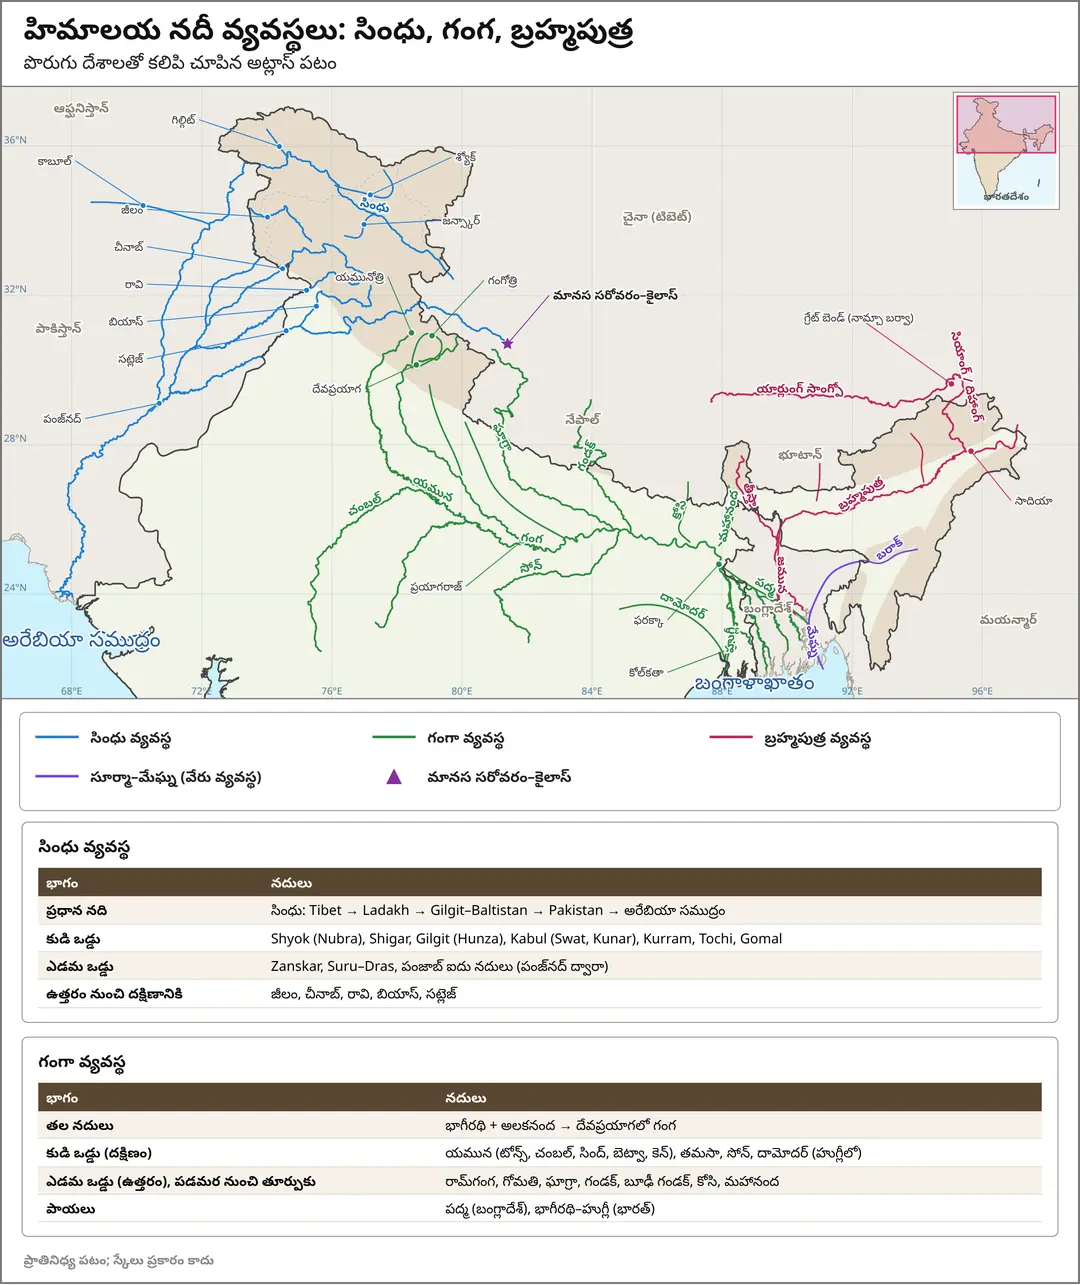 హిమాలయ నదీ వ్యవస్థలు: సింధు, గంగ, బ్రహ్మపుత్ర
పొరుగు దేశాలతో కలిపి చూపిన అట్లాస్ పటం
ఆఫ్ఘనిస్తాన్
గిల్గిట్
36°N
కాబూల్
శ్యోక్
సింధు
జీలం
జన్స్కార్
చైనా (టిబెట్)
భారతదేశం
చీనాబ్
యమునోత్రి
గంగోత్రి
రావి
32°N
మానస సరోవరం–కైలాస్
బియాస్
పాకిస్తాన్
గ్రేట్ బెండ్ (నామ్చా బర్వా)
సట్లెజ్
సియాంగ్ / దిహాంగ్
దేవప్రయాగ
యార్లుంగ్ సాంగ్పో
పంజ్‌నద్
నేపాల్
28°N
ఘాగ్రా
గండక్
భూటాన్
చంబల్
యమున
కోసి
మహానంద
తీస్తా
బ్రహ్మపుత్ర
సాదియా
గంగ
బరాక్
సోన్
జమున
ప్రయాగరాజ్
24°N
పద్మ
దామోదర్
బంగ్లాదేశ్
ఫరక్కా
మయన్మార్
హుగ్లీ
మేఘ్న
అరేబియా సముద్రం
కోల్‌కతా
బంగాళాఖాతం
68°E
72°E
76°E
80°E
84°E
88°E
92°E
96°E
సింధు వ్యవస్థ
గంగా వ్యవస్థ
బ్రహ్మపుత్ర వ్యవస్థ
సూర్మా–మేఘ్న (వేరు వ్యవస్థ)
మానస సరోవరం–కైలాస్
సింధు వ్యవస్థ
భాగం నదులు
ప్రధాన నది సింధు: Tibet → Ladakh → Gilgit–Baltistan → Pakistan → అరేబియా సముద్రం
కుడి ఒడ్డు Shyok (Nubra), Shigar, Gilgit (Hunza), Kabul (Swat, Kunar), Kurram, Tochi, Gomal
ఎడమ ఒడ్డు Zanskar, Suru–Dras, పంజాబ్ ఐదు నదులు (పంజ్‌నద్ ద్వారా)
ఉత్తరం నుంచి దక్షిణానికి జీలం, చీనాబ్, రావి, బియాస్, సట్లెజ్
గంగా వ్యవస్థ
భాగం నదులు
తల నదులు భాగీరథి + అలకనంద → దేవప్రయాగలో గంగ
కుడి ఒడ్డు (దక్షిణం) యమున (టోన్స్, చంబల్, సింద్, బెట్వా, కెన్), తమసా, సోన్, దామోదర్ (హుగ్లీలో)
ఎడమ ఒడ్డు (ఉత్తరం), పడమర నుంచి తూర్పుకు రామ్‌గంగ, గోమతి, ఘాగ్రా, గండక్, బూఢీ గండక్, కోసి, మహానంద
పాయలు పద్మ (బంగ్లాదేశ్), భాగీరథి–హుగ్లీ (భారత్)
ప్రాతినిధ్య పటం; స్కేలు ప్రకారం కాదు